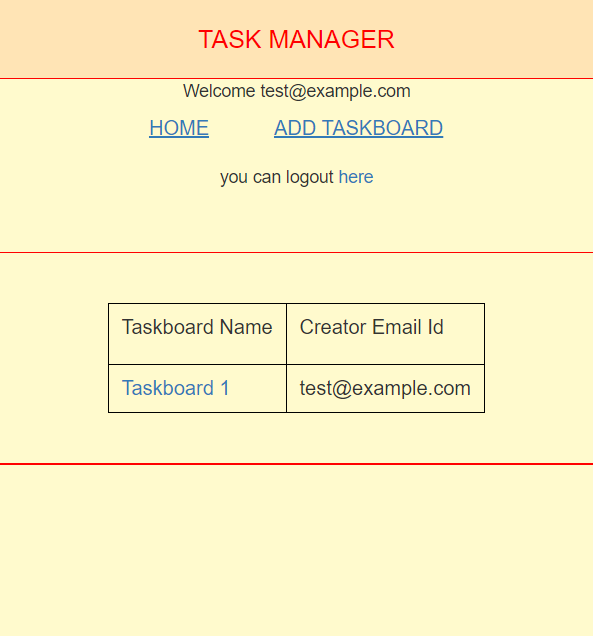 TASK MANAGER
Welcome test@example.com
HOME ADD TASKBOARD
you can logout here
Taskboard Name Creator Email Id
Taskboard 1 test@example.com